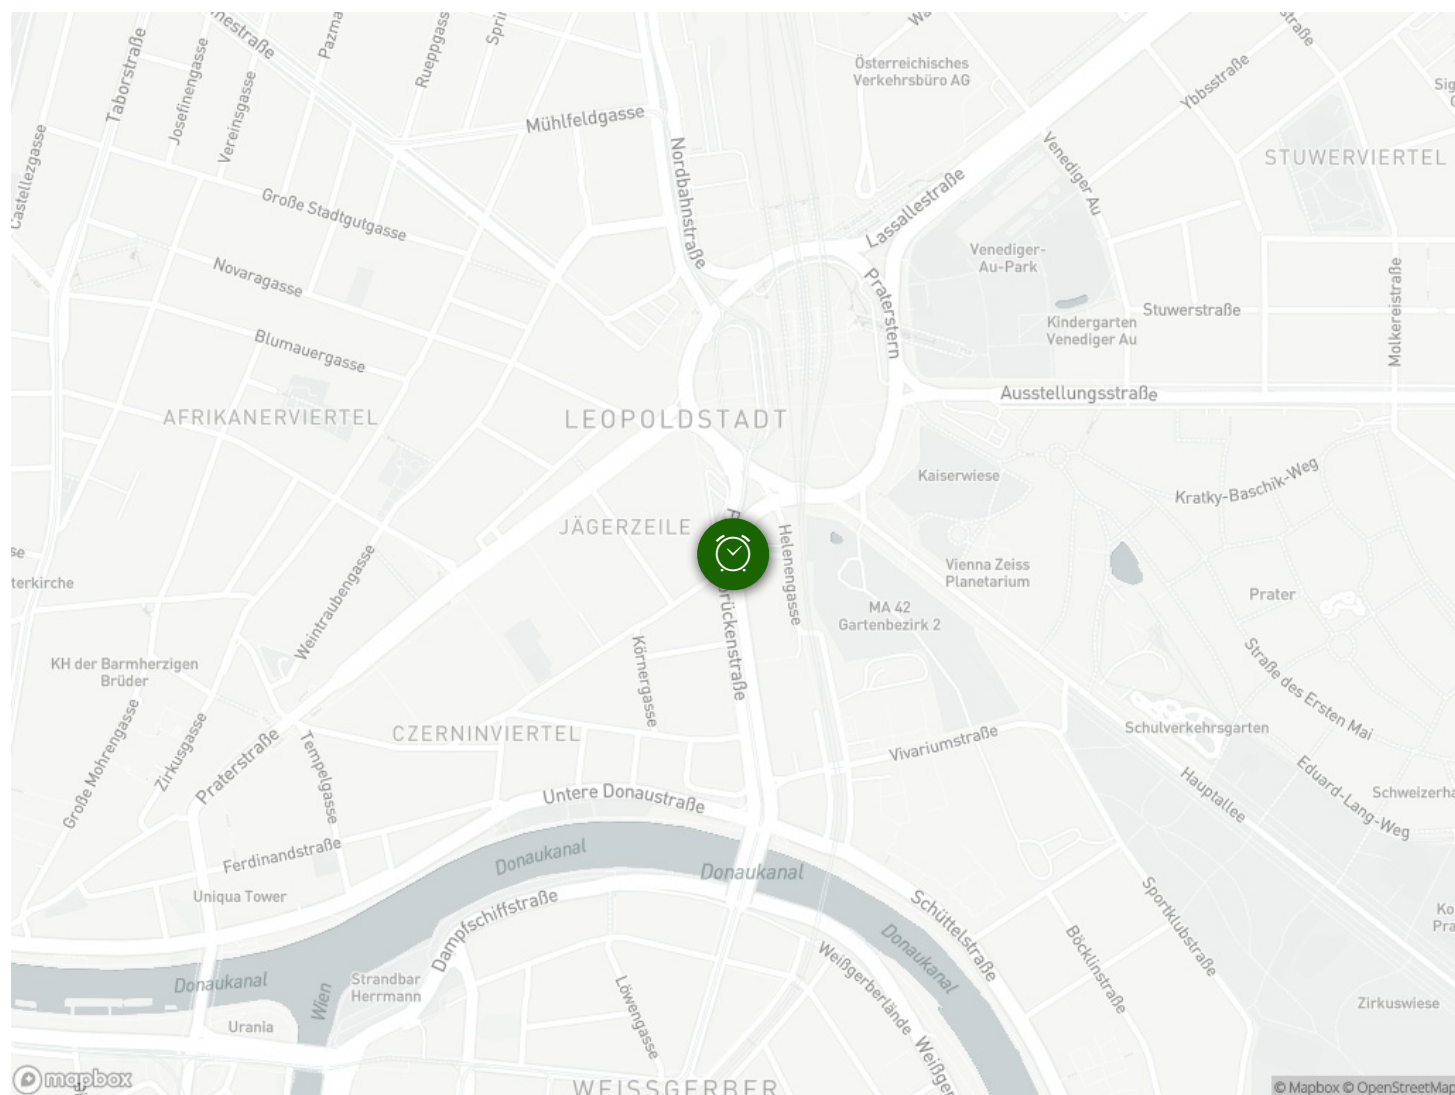 Taborstraße
Josefinengasse
Vereinsgasse
Rueppgasse
Mühlfeldgasse
Nordbahnstraße
Österreichisches
Verkehrsbüro AG
Ybbsstraße
Castellezgasse
Große Stadtgutgasse
Novaragasse
Blumauergasse
Lassallestraße
Venediger Au
STUWERVIERTEL
Venediger-
Au-Park
Praterstern
Kindergarten
Venediger Au
Stuwerstraße
Molkereistraße
Ausstellungsstraße
AFRIKANERVIERTEL
LEOPOLDSTADT
Kaiserwiese
Kratky-Baschik-Weg
JÄGERZEILE
Helenengasse
Vienna Zeiss
Planetarium
Prater
terkirche
Weintraubengasse
MA 42
Gartenbezirk 2
brückenstraße
Körnergasse
KH der Barmherzigen
Brüder
Straße des Ersten Mai
Große Mohrengasse
Zirkusgasse
Praterstraße
Tempelgasse
CZERNINVIERTEL
Vivariumstraße
Schulverkehrsgarten
Hauptallee
Eduard-Lang-Weg
Schweizerha
Untere Donaustraße
Ferdinandstraße
Donaukanal
Donaukanal
Uniqua Tower
Dampfschiffstraße
Schüttelstraße
Sportklubstraße
Böcklinstraße
Donaukanal
Donaukanal
Wien
Strandbar
Herrmann
Urania
Löwengasse
Weißgerberlände
Weißger
Zirkuswiese
WEISSGERBER
mapbox
© Mapbox © OpenStreetMap